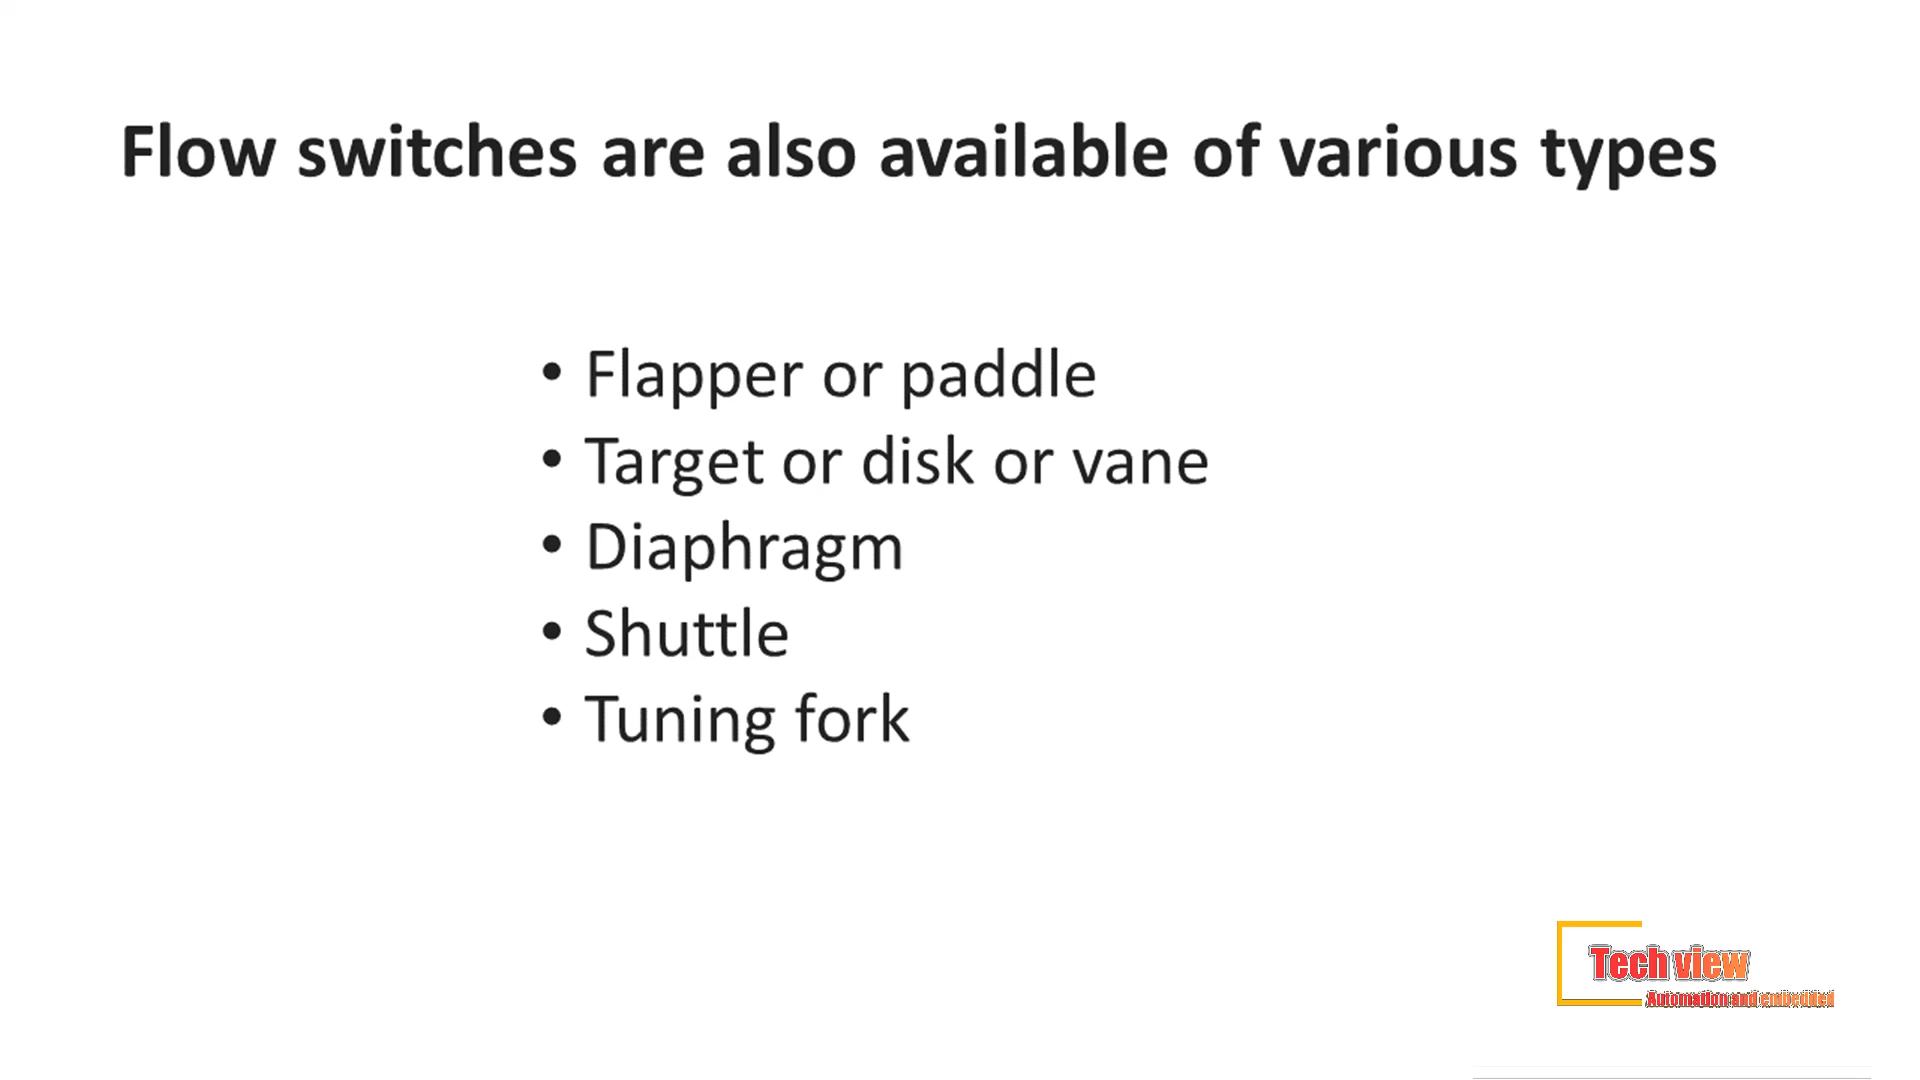 Flow switches are also available of various types
• Flapper or paddle
• Target or disk or vane
• Diaphragm
• Shuttle
• Tuning fork
Tech view
Automation and embedded